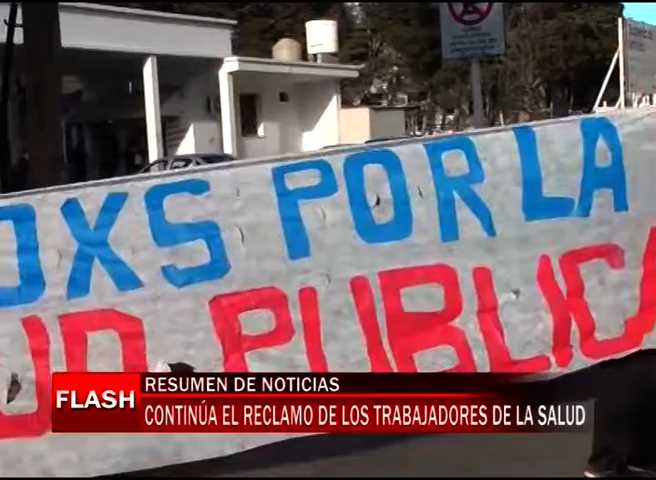 OXS POR LA
UD PUBLICA
FLASH
RESUMEN DE NOTICIAS
CONTINÚA EL RECLAMO DE LOS TRABAJADORES DE LA SALUD